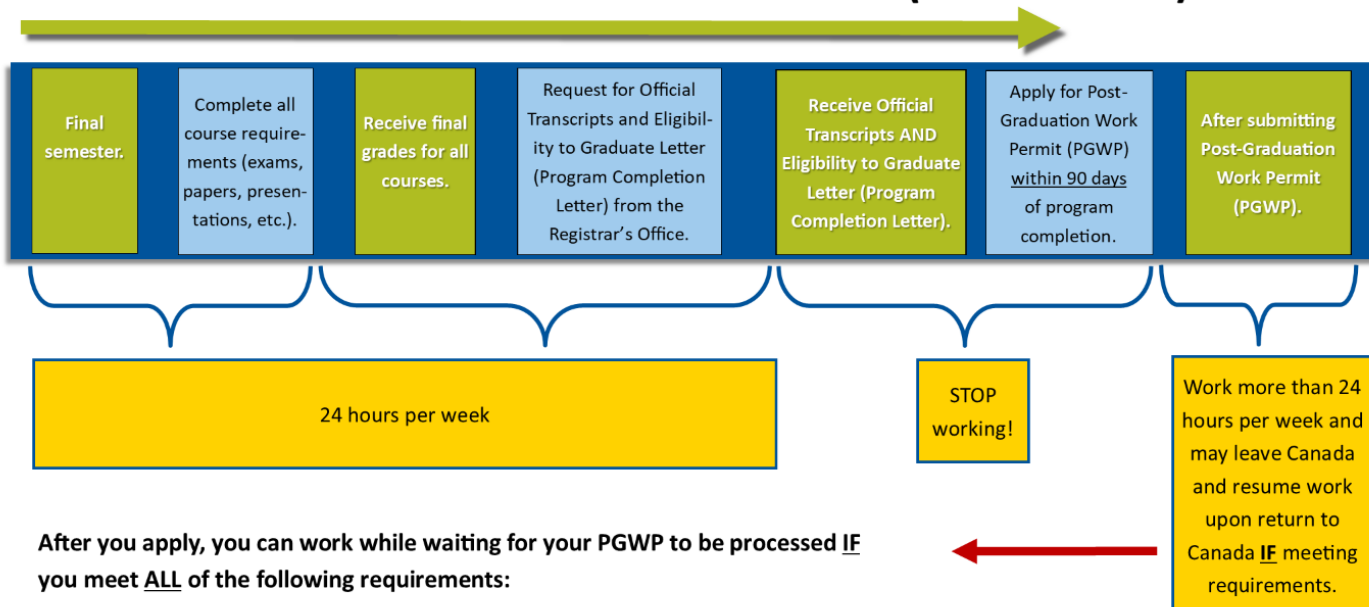 Final
semester.
Complete all
course require-
ments (exams,
papers, presen-
tations, etc.).
Receive final
grades for all
courses.
Request for Official
Transcripts and Eligibil-
ity to Graduate Letter
(Program Completion
Letter) from the
Registrar's Office.
Receive Official
Transcripts AND
Eligibility to Graduate
Letter (Program
Completion Letter).
Apply for Post-
Graduation Work
Permit (PGWP)
within 90 days
of program
completion.
After submitting
Post-Graduation
Work Permit
(PGWP).
24 hours per week
STOP
working!
Work more than 24
hours per week and
may leave Canada
and resume work
upon return to
Canada IF meeting
requirements.
After you apply, you can work while waiting for your PGWP to be processed IF
you meet ALL of the following requirements: